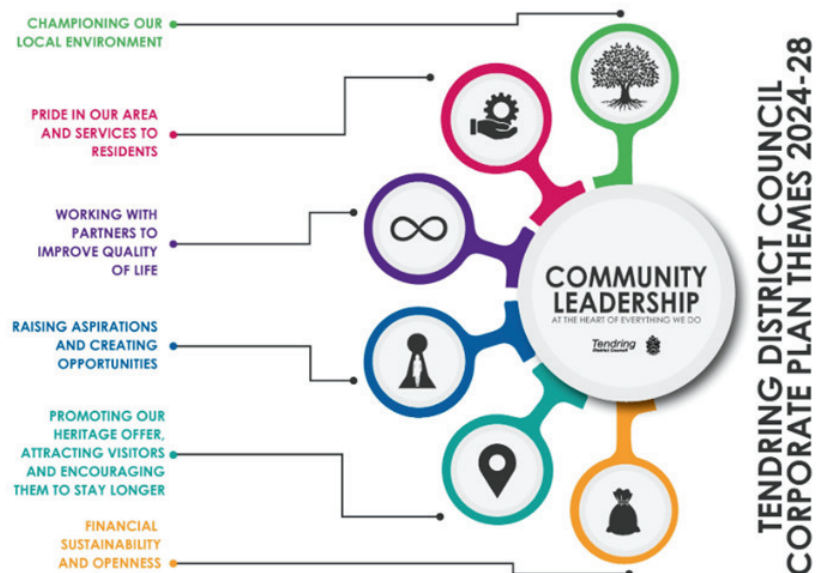 CHAMPIONING OUR
LOCAL ENVIRONMENT
PRIDE IN OUR AREA
AND SERVICES TO
RESIDENTS
WORKING WITH
PARTNERS TO
IMPROVE QUALITY
OF LIFE
RAISING ASPIRATIONS
AND CREATING
OPPORTUNITIES
PROMOTING OUR
HERITAGE OFFER,
ATTRACTING VISITORS
AND ENCOURAGING
THEM TO STAY LONGER
FINANCIAL
SUSTAINABILITY
AND OPENNESS
COMMUNITY
LEADERSHIP
AT THE HEART OF EVERYTHING WE DO
Tendring
District Council
TENDRING DISTRICT COUNCIL
CORPORATE PLAN THEMES 2024-28